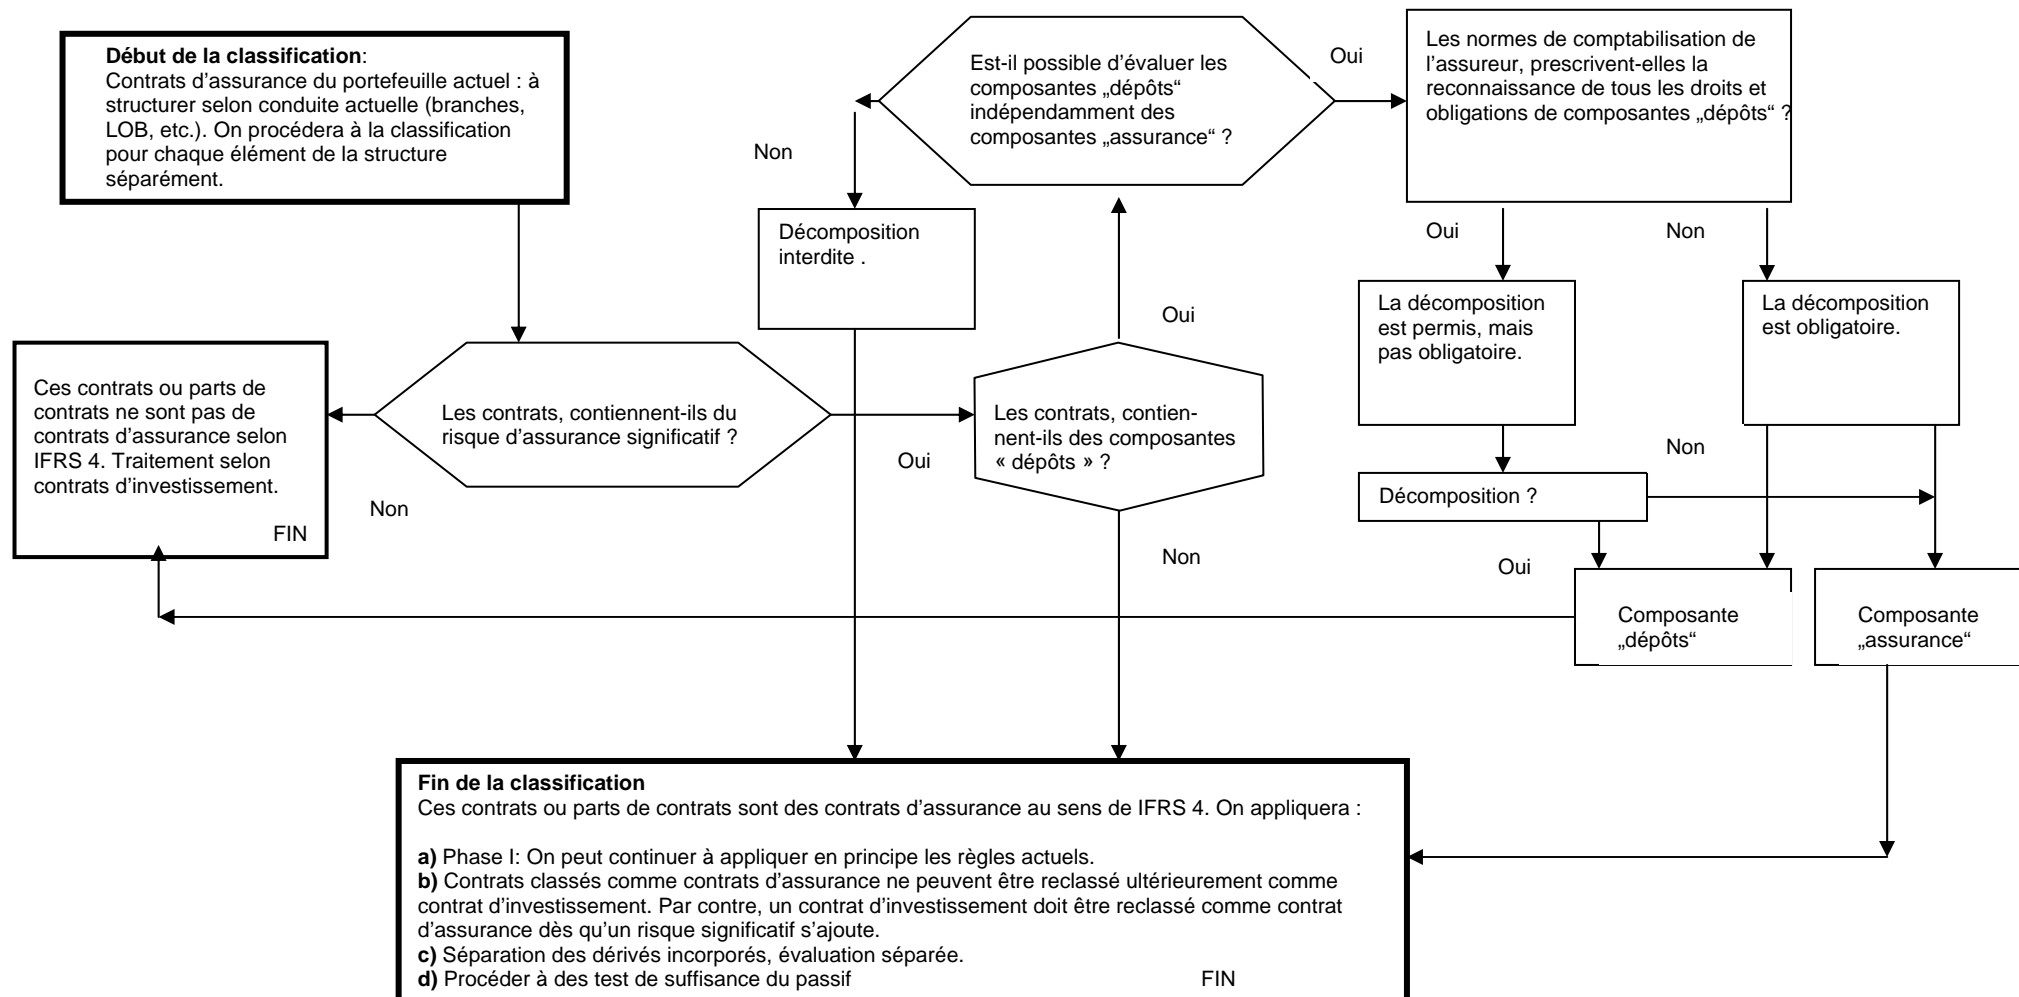 Début de la classification:
Contrats d'assurance du portefeuille actuel : à
structurer selon conduite actuelle (branches,
LOB, etc.). On procédera à la classification
pour chaque élément de la structure
séparément.
Est-il possible d'évaluer les
composantes „dépôts“
indépendamment des
composantes „assurance“ ?
Oui
Les normes de comptabilisation de
l'assureur, prescrivent-elles la
reconnaissance de tous les droits et
obligations de composantes „dépôts“ ?
Non
Décomposition
interdite .
Oui
Non
Oui
La décomposition
est permis, mais
pas obligatoire.
La décomposition
est obligatoire.
Ces contrats ou parts de
contrats ne sont pas de
contrats d'assurance selon
IFRS 4. Traitement selon
contrats d'investissement.
FIN
Les contrats, contiennent-ils du
risque d'assurance significatif ?
Oui
Non
Les contrats, contien-
nent-ils des composantes
« dépôts » ?
Non
Non
Décomposition ?
Oui
Composante
„dépôts“
Composante
„assurance“
Fin de la classification
Ces contrats ou parts de contrats sont des contrats d'assurance au sens de IFRS 4. On appliquera :
a) Phase I: On peut continuer à appliquer en principe les règles actuels.
b) Contrats classés comme contrats d'assurance ne peuvent être reclassé ultérieurement comme
contrat d'investissement. Par contre, un contrat d'investissement doit être reclassé comme contrat
d'assurance dès qu'un risque significatif s'ajoute.
c) Séparation des dérivés incorporés, évaluation séparée.
d) Procéder à des test de suffisance du passif FIN